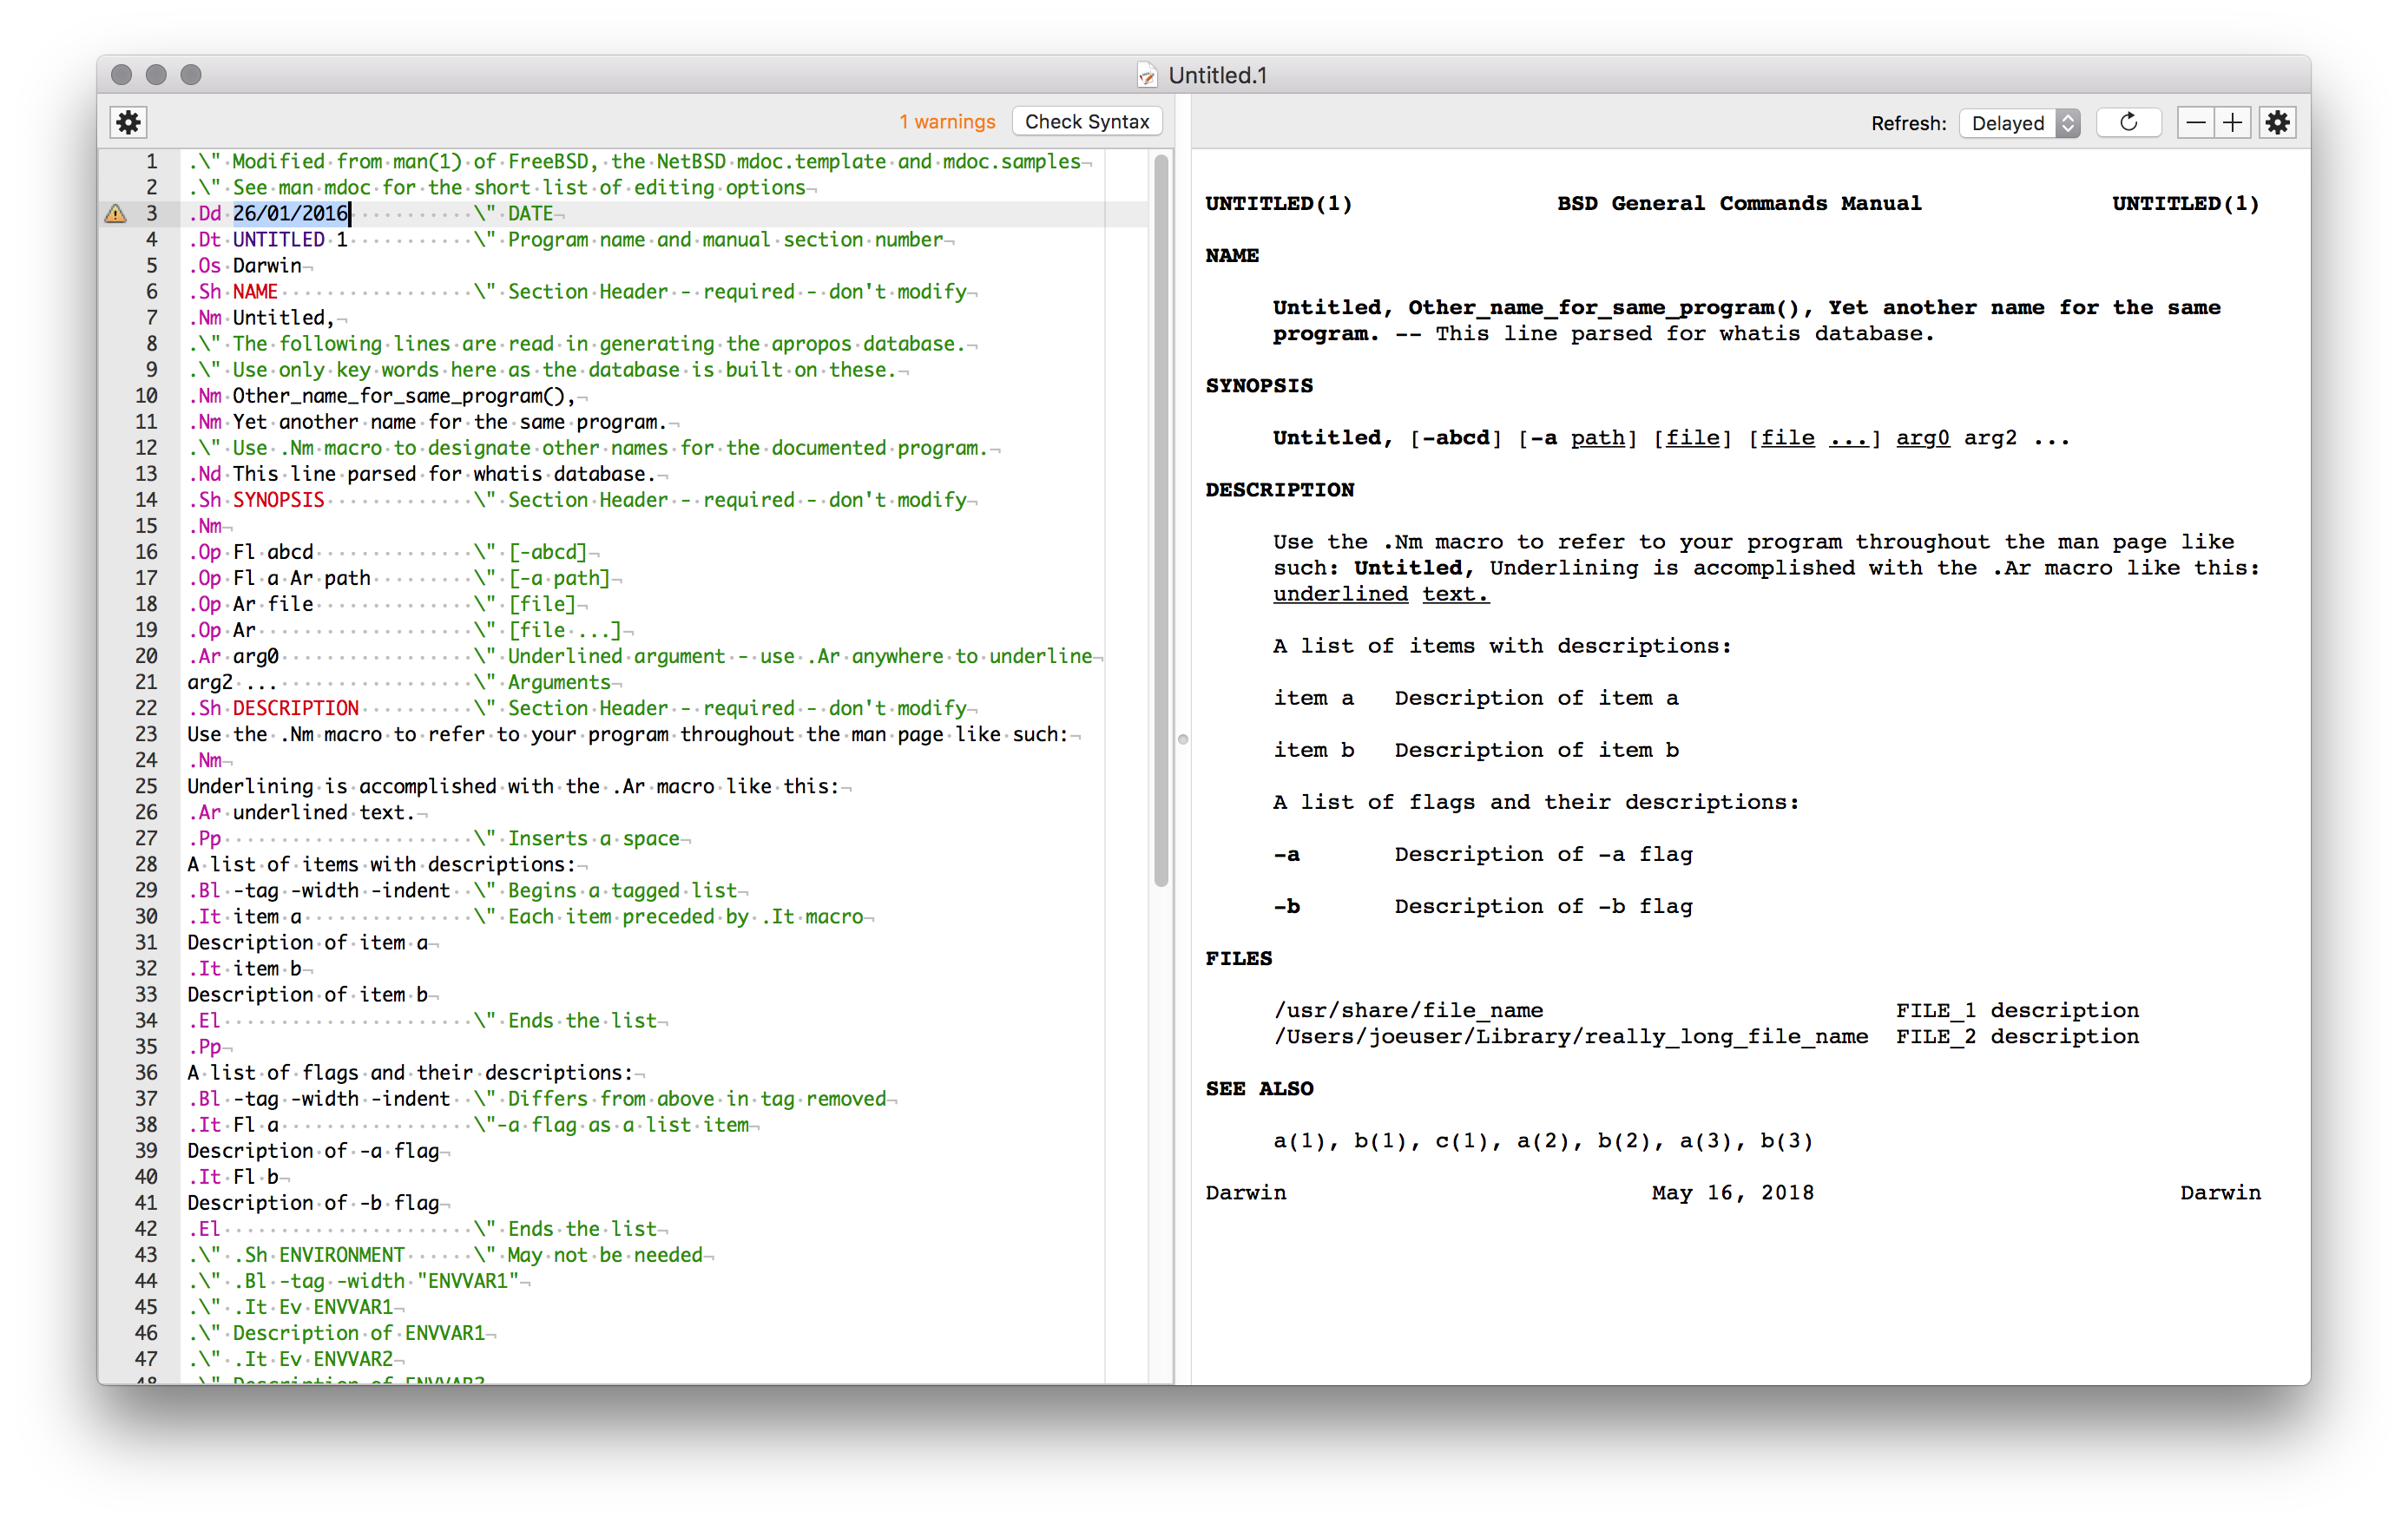 Untitled.1
1 warnings Check Syntax
Refresh: Delayed
1 .\" Modified from man(1) of FreeBSD, the NetBSD mdoc.template and mdoc.samples
2 .\" See man mdoc for the short list of editing options
3 .Dd 26/01/2016 \" DATE
4 .Dt UNTITLED 1 \" Program name and manual section number
5 .Os Darwin
6 .Sh NAME \" Section Header - required - don't modify
7 .Nm Untitled,
8 .\" The following lines are read in generating the apropos database.
9 .\" Use only key words here as the database is built on these.
10 .Nm Other_name_for_same_program(),
11 .Nm Yet another name for the same program.
12 .\" Use .Nm macro to designate other names for the documented program.
13 .Nd This line parsed for whatis database.
14 .Sh SYNOPSIS \" Section Header - required - don't modify
15 .Nm
16 .Op Fl abcd \" [-abcd]
17 .Op Fl a Ar path \" [-a path]
18 .Op Ar file \" [file]
19 .Op Ar \" [file ...]
20 .Ar arg0 \" Underlined argument - use .Ar anywhere to underline
21 arg2 ... \" Arguments
22 .Sh DESCRIPTION \" Section Header - required - don't modify
23 Use the .Nm macro to refer to your program throughout the man page like such:
24 .Nm
25 Underlining is accomplished with the .Ar macro like this:
26 .Ar underlined text.
27 .Pp \" Inserts a space
28 A list of items with descriptions:
29 .Bl -tag -width -indent \" Begins a tagged list
30 .It item a \" Each item preceded by .It macro
31 Description of item a
32 .It item b
33 Description of item b
34 .El \" Ends the list
35 .Pp
36 A list of flags and their descriptions:
37 .Bl -tag -width -indent \" Differs from above in tag removed
38 .It Fl a \"-a flag as a list item
39 Description of -a flag
40 .It Fl b
41 Description of -b flag
42 .El \" Ends the list
43 .\" .Sh ENVIRONMENT \" May not be needed
44 .\" .Bl -tag -width "ENVVAR1"
45 .\" .It Ev ENVVAR1
46 .\" Description of ENVVAR1
47 .\" .It Ev ENVVAR2
48 .\" Description of ENVVAR2
UNTITLED(1) BSD General Commands Manual UNTITLED(1)
NAME
Untitled, Other_name_for_same_program(), Yet another name for the same
program. -- This line parsed for whatis database.
SYNOPSIS
Untitled, [-abcd] [-a path] [file] [file ...] arg0 arg2 ...
DESCRIPTION
Use the .Nm macro to refer to your program throughout the man page like
such: Untitled, Underlining is accomplished with the .Ar macro like this:
underlined text.
A list of items with descriptions:
item a Description of item a
item b Description of item b
A list of flags and their descriptions:
-a Description of -a flag
-b Description of -b flag
FILES
/usr/share/file_name FILE_1 description
/Users/joeuser/Library/really_long_file_name FILE_2 description
SEE ALSO
a(1), b(1), c(1), a(2), b(2), a(3), b(3)
Darwin May 16, 2018 Darwin